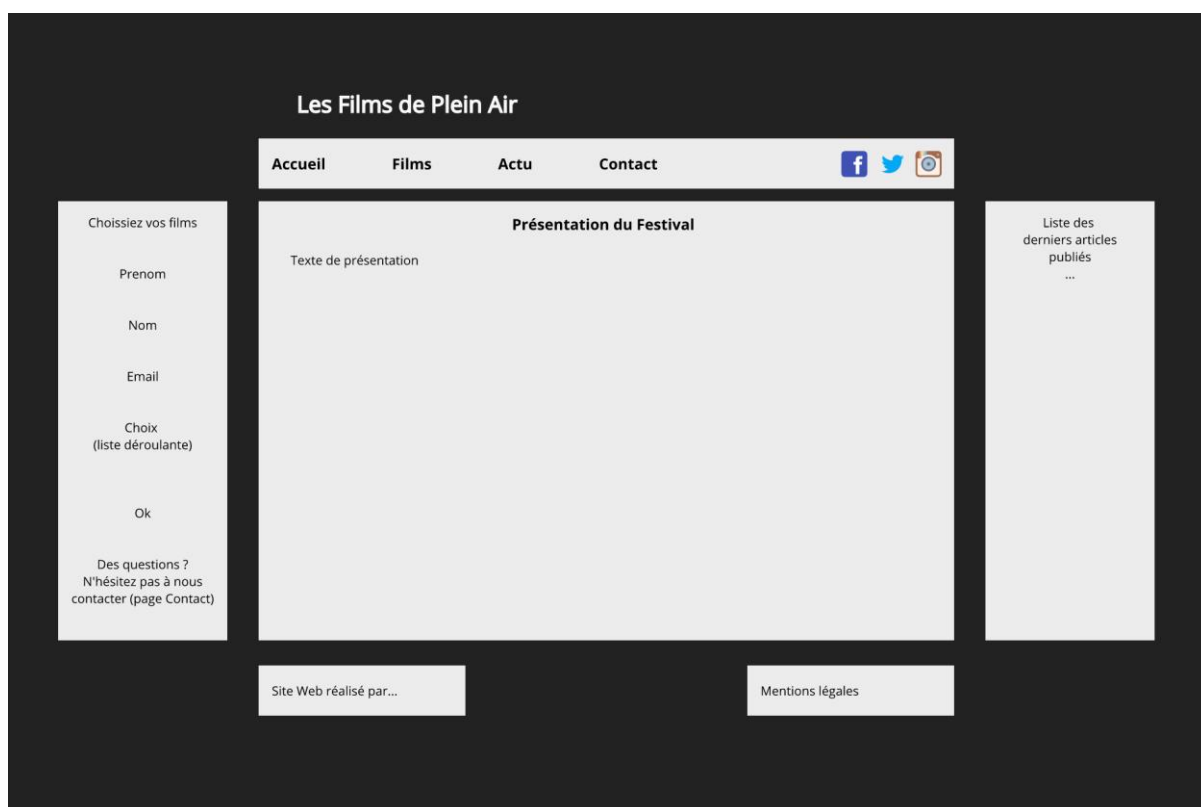 Les Films de Plein Air
Accueil Films Actu Contact
Choissiez vos films
Prenom
Nom
Email
Choix
(liste déroulante)
Ok
Des questions ?
N'hésitez pas à nous
contacter (page Contact)
Présentation du Festival
Texte de présentation
Liste des
derniers articles
publiés
...
Site Web réalisé par...
Mentions légales